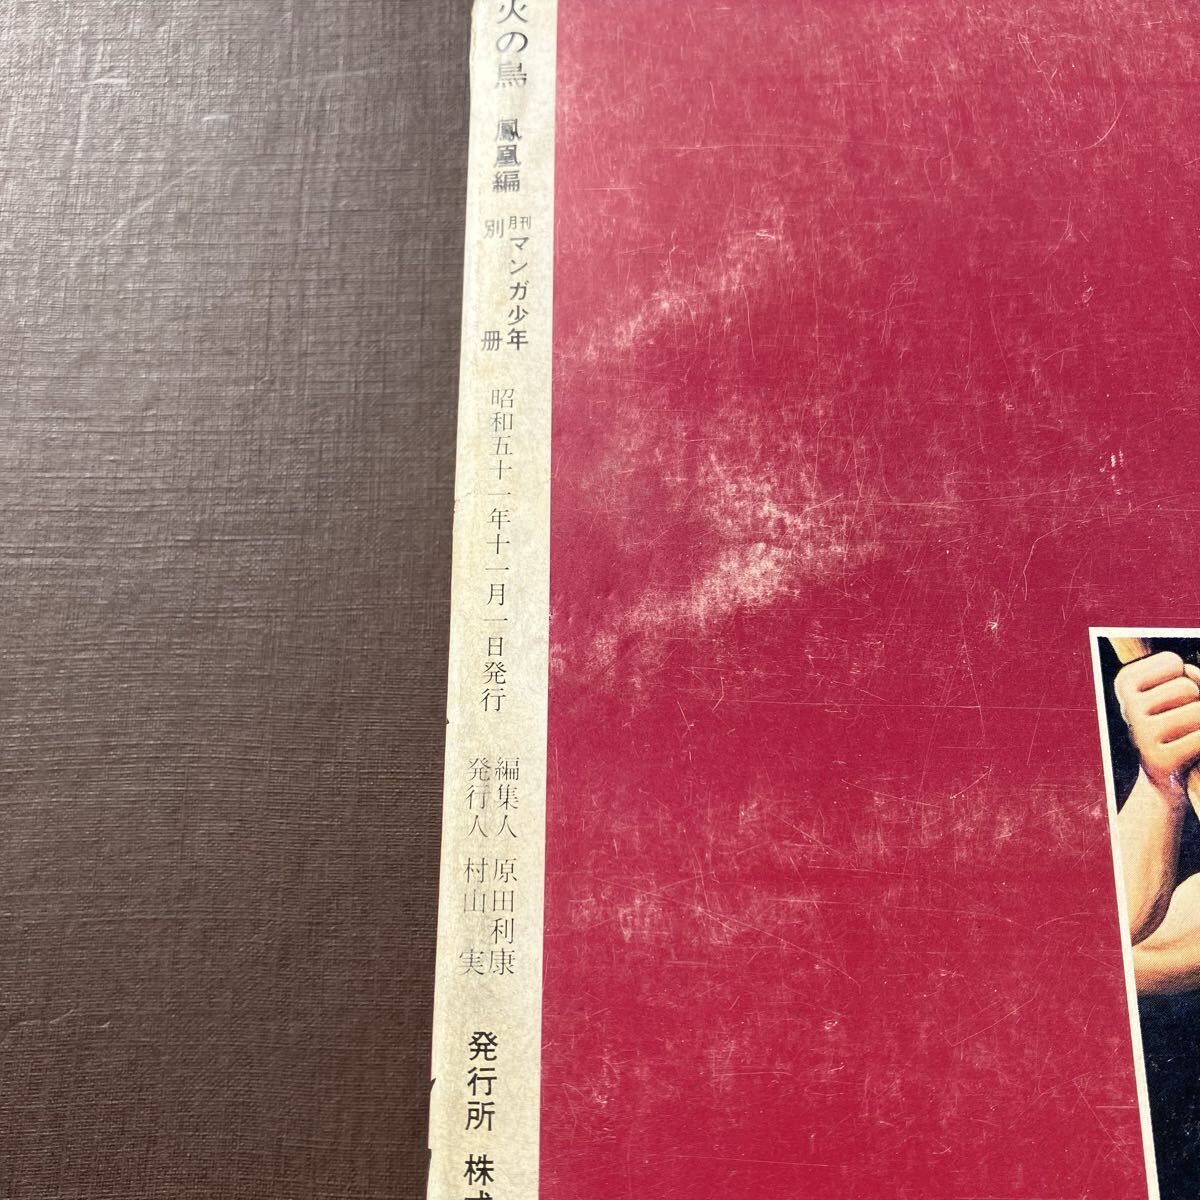 火の鳥 鳳凰編
月刊マンガ少年
別冊
昭和五十二年十一月一日発行
編集人 原田利康
発行人 村山実
発行所 株式